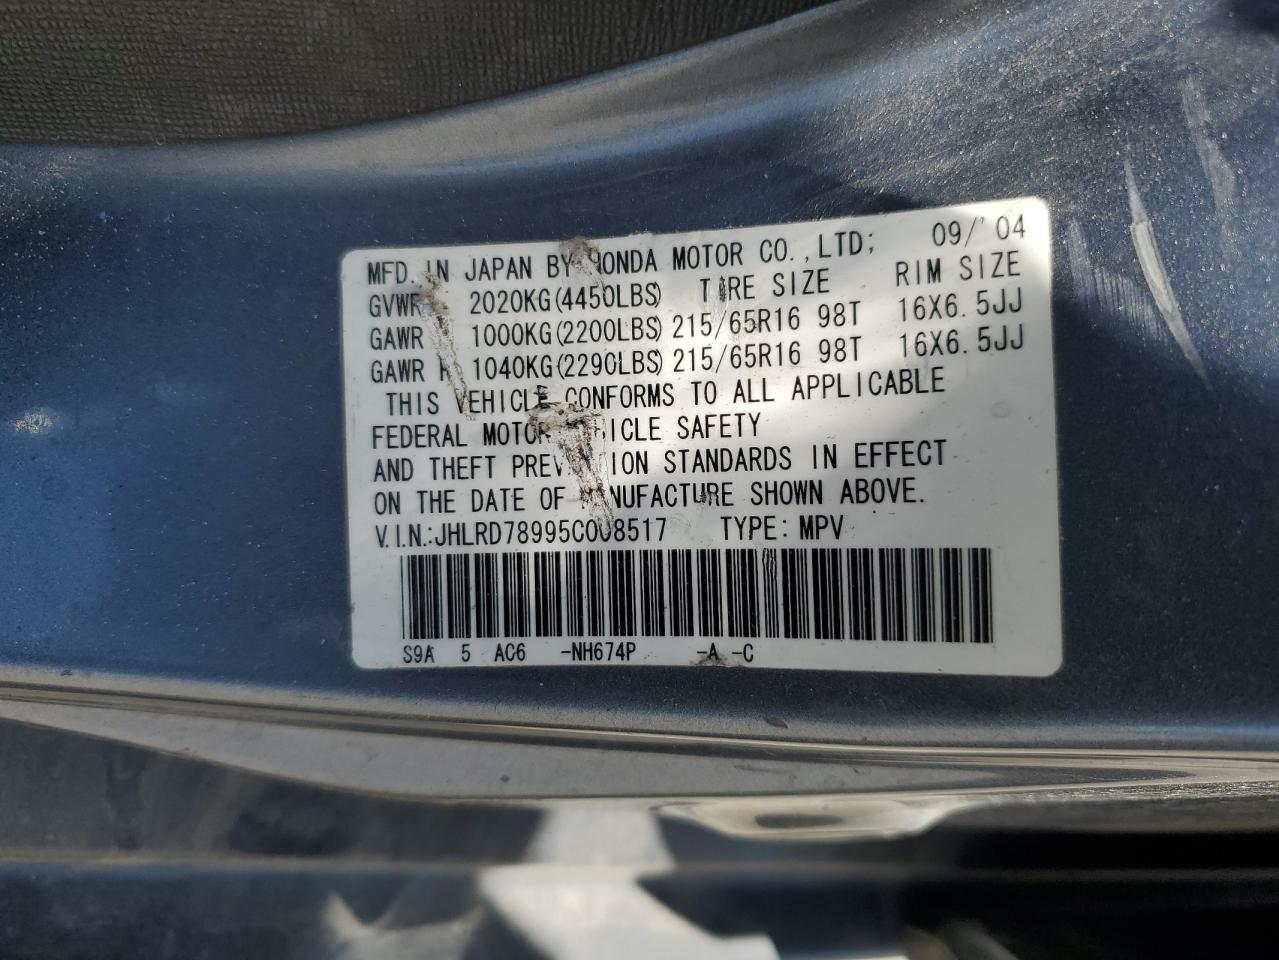 MFD. IN JAPAN BY HONDA MOTOR CO., LTD; 09/'04
GVWR 2020KG(4450LBS) TIRE SIZE RIM SIZE
GAWR 1000KG(2200LBS) 215/65R16 98T 16X6.5JJ
GAWR R 1040KG(2290LBS) 215/65R16 98T 16X6.5JJ
THIS VEHICLE CONFORMS TO ALL APPLICABLE
FEDERAL MOTOR VEHICLE SAFETY
AND THEFT PREVENTION STANDARDS IN EFFECT
ON THE DATE OF MANUFACTURE SHOWN ABOVE.
V.I.N.:JHLRD78995C008517 TYPE: MPV
S9A 5 AC6 -NH674P -A -C